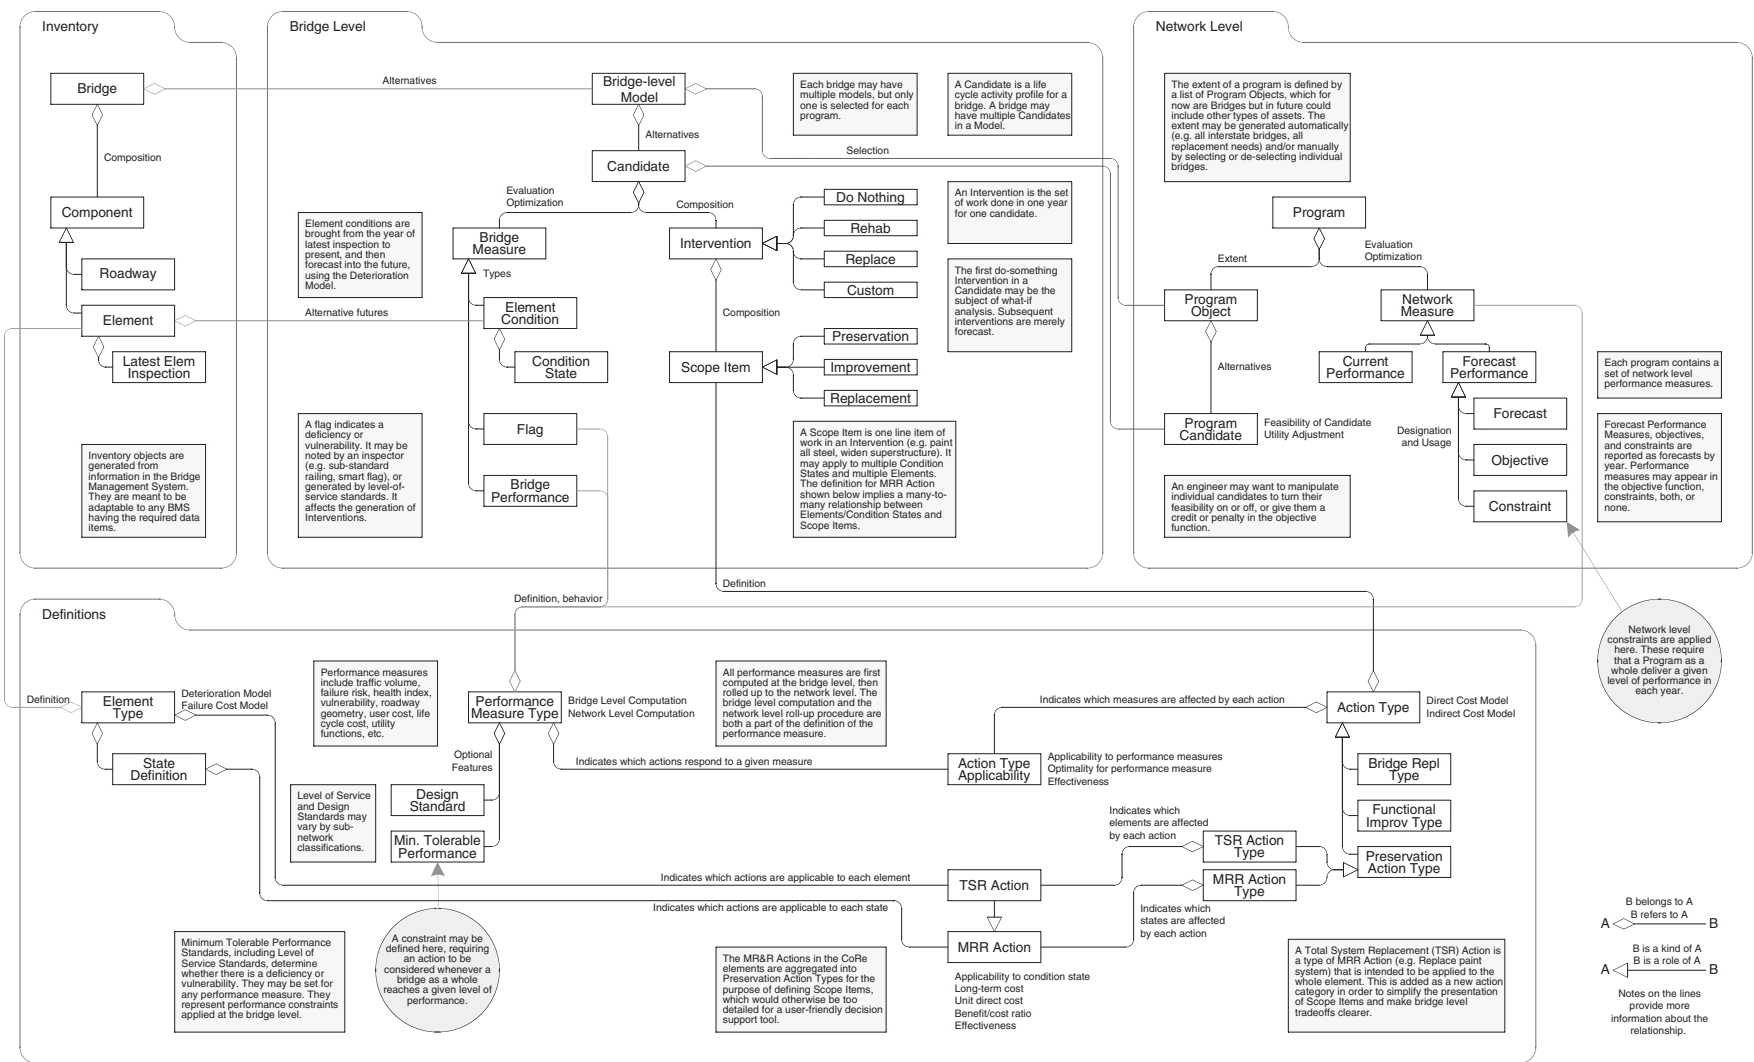 Inventory
Bridge
Composition
Component
Roadway
Element
Latest Elem
Inspection
Inventory objects are
generated from
information in the Bridge
Management System.
They are meant to be
adaptable to any BMS
having the required data
items.
Bridge Level
Alternatives
Bridge-level
Model
Alternatives
Candidate
Each bridge may have
multiple models, but only
one is selected for each
program.
A Candidate is a life
cycle activity profile for a
bridge. A bridge may
have multiple Candidates
in a Model.
Selection
Evaluation
Optimization
Composition
Element conditions are
brought from the year of
latest inspection to
present, and then
forecast into the future,
using the Deterioration
Model.
Bridge
Measure
Types
Intervention
Do Nothing
Rehab
Replace
Custom
An Intervention is the set
of work done in one year
for one candidate.
The first do-something
Intervention in a
Candidate may be the
subject of what-if
analysis. Subsequent
interventions are merely
forecast.
Alternative futures
Element
Condition
Condition
State
Composition
Scope Item
Preservation
Improvement
Replacement
A flag indicates a
deficiency or
vulnerability. It may be
noted by an inspector
(e.g. sub-standard
railing, smart flag), or
generated by level-of-
service standards. It
affects the generation of
Interventions.
Flag
Bridge
Performance
A Scope Item is one line item of
work in an Intervention (e.g. paint
all steel, widen superstructure). It
may apply to multiple Condition
States and multiple Elements.
The definition for MRR Action
shown below implies a many-to-
many relationship between
Elements/Condition States and
Scope Items.
Network Level
The extent of a program is defined by
a list of Program Objects, which for
now are Bridges but in future could
include other types of assets. The
extent may be generated automatically
(e.g. all interstate bridges, all
replacement needs) and/or manually
by selecting or de-selecting individual
bridges.
Program
Extent
Evaluation
Optimization
Program
Object
Network
Measure
Alternatives
Current
Performance
Forecast
Performance
Each program contains a
set of network level
performance measures.
Program
Candidate
Feasibility of Candidate
Utility Adjustment
Designation
and Usage
Forecast
Objective
Constraint
Forecast Performance
Measures, objectives,
and constraints are
reported as forecasts by
year. Performance
measures may appear in
the objective function,
constraints, both, or
none.
An engineer may want to manipulate
individual candidates to turn their
feasibility on or off, or give them a
credit or penalty in the objective
function.
Definition
Definition, behavior
Network level
constraints are applied
here. These require
that a Program as a
whole deliver a given
level of performance in
each year.
Definitions
Definition
Element
Type
Deterioration Model
Failure Cost Model
State
Definition
Performance measures
include traffic volume,
failure risk, health index,
vulnerability, roadway
geometry, user cost, life
cycle cost, utility
functions, etc.
Performance
Measure Type
Bridge Level Computation
Network Level Computation
All performance measures are first
computed at the bridge level, then
rolled up to the network level. The
bridge level computation and the
network level roll-up procedure are
both a part of the definition of the
performance measure.
Indicates which measures are affected by each action
Action Type
Direct Cost Model
Indirect Cost Model
Optional
Features
Indicates which actions respond to a given measure
Action Type
Applicability
Applicability to performance measures
Optimality for performance measure
Effectiveness
Bridge Repl
Type
Functional
Improv Type
Preservation
Action Type
Level of Service
and Design
Standards may
vary by sub-
network
classifications.
Design
Standard
Min. Tolerable
Performance
Indicates which
elements are affected
by each action
TSR Action
Type
MRR Action
Type
Indicates which actions are applicable to each element
TSR Action
Indicates which actions are applicable to each state
MRR Action
Indicates which
states are affected
by each action
Applicability to condition state
Long-term cost
Unit direct cost
Benefit/cost ratio
Effectiveness
Minimum Tolerable Performance
Standards, including Level of
Service Standards, determine
whether there is a deficiency or
vulnerability. They may be set for
any performance measure. They
represent performance constraints
applied at the bridge level.
A constraint may be
defined here, requiring
an action to be
considered whenever a
bridge as a whole
reaches a given level of
performance.
The MR&R Actions in the CoRe
elements are aggregated into
Preservation Action Types for the
purpose of defining Scope Items,
which would otherwise be too
detailed for a user-friendly decision
support tool.
A Total System Replacement (TSR) Action is
a type of MRR Action (e.g. Replace paint
system) that is intended to be applied to the
whole element. This is added as a new action
category in order to simplify the presentation
of Scope Items and make bridge level
tradeoffs clearer.
B belongs to A
B refers to A
A B
B is a kind of A
B is a role of A
A B
Notes on the lines
provide more
information about the
relationship.